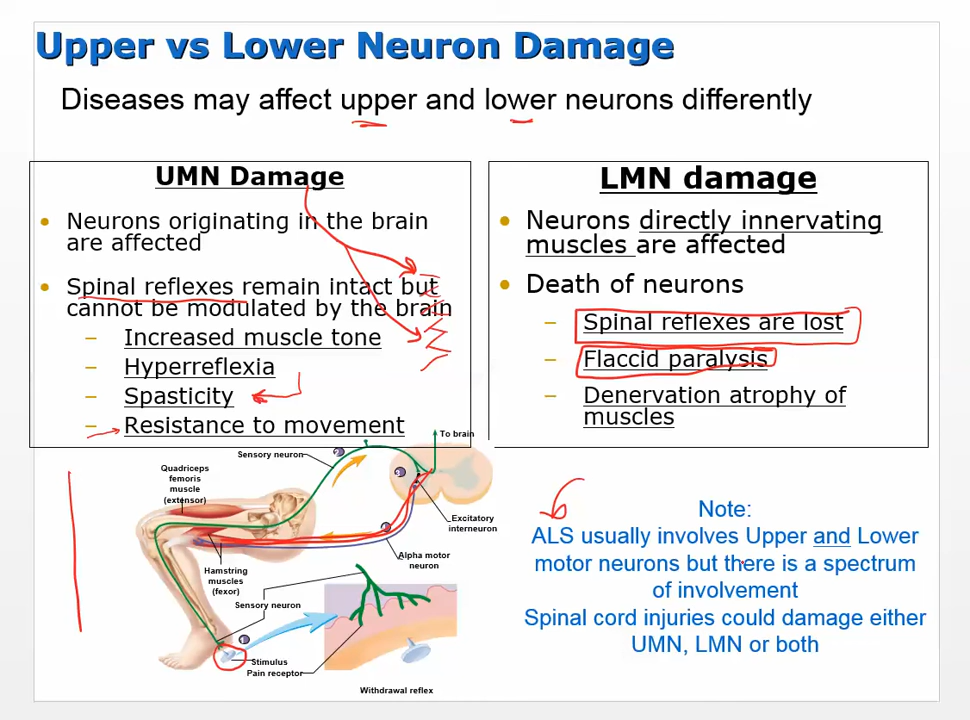 Upper vs Lower Neuron Damage
Diseases may affect upper and lower neurons differently
UMN Damage
• Neurons originating in the brain
are affected
• Spinal reflexes remain intact but
cannot be modulated by the brain
– Increased muscle tone
– Hyperreflexia
– Spasticity
– Resistance to movement
LMN damage
• Neurons directly innervating
muscles are affected
• Death of neurons
– Spinal reflexes are lost
– Flaccid paralysis
– Denervation atrophy of
muscles
To brain
Sensory neuron
Quadriceps
femoris
muscle
(extensor)
Excitatory
interneuron
Alpha motor
neuron
Hamstring
muscles
(fexor)
Sensory neuron
Stimulus
Pain receptor
Withdrawal reflex
Note:
ALS usually involves Upper and Lower
motor neurons but there is a spectrum
of involvement
Spinal cord injuries could damage either
UMN, LMN or both